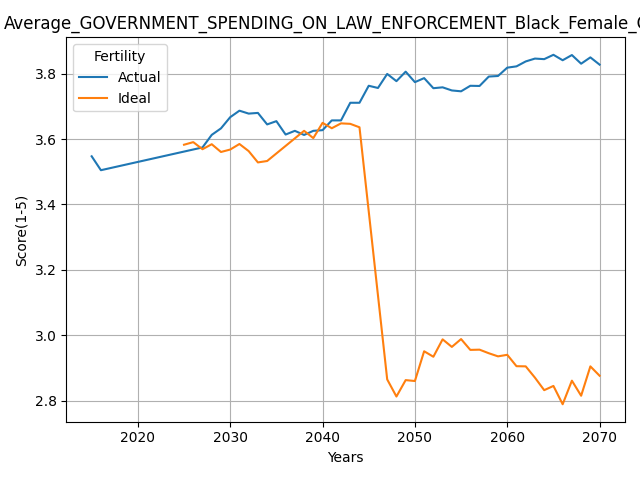 Average_GOVERNMENT_SPENDING_ON_LAW_ENFORCEMENT_Black_Female_
Fertility
Actual
Ideal
Score(1-5)
3.8
3.6
3.4
3.2
3.0
2.8
2020 2030 2040 2050 2060 2070
Years